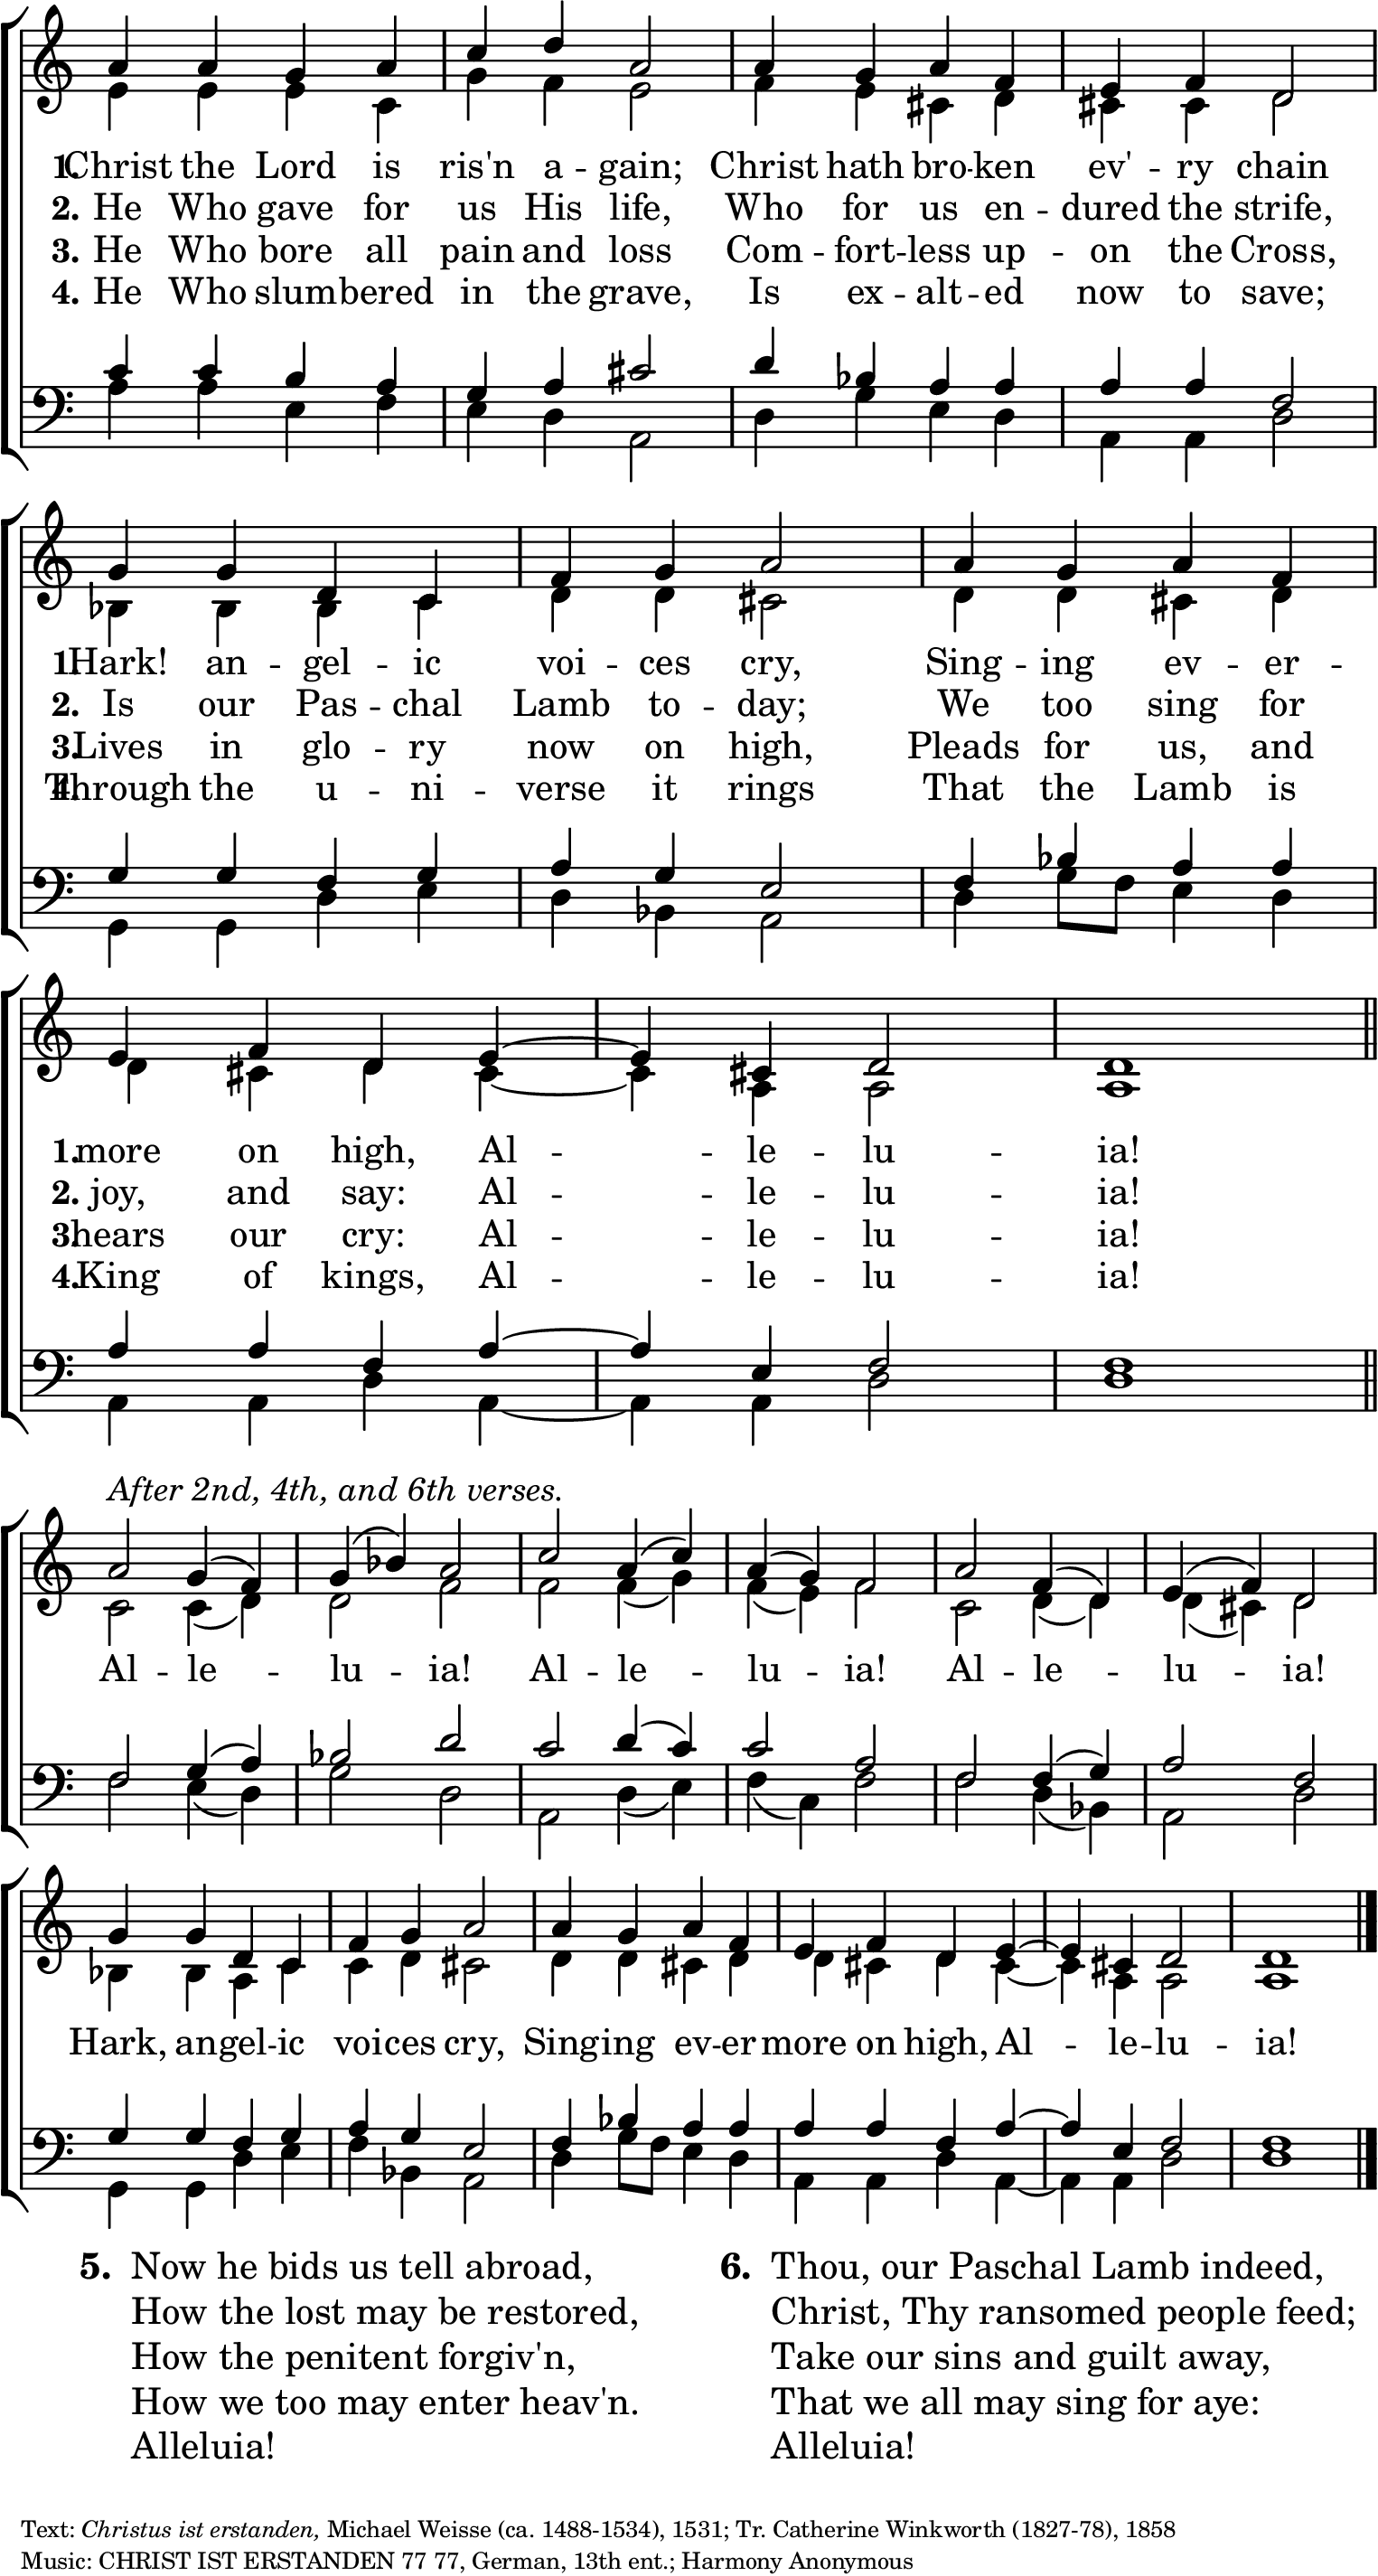 1. Christ the Lord is ris'n a -- gain; Christ hath bro -- ken ev' -- ry chain
2. He Who gave for us His life, Who for us en -- dured the strife,
3. He Who bore all pain and loss Com -- fort -- less up -- on the Cross,
4. He Who slum -- bered in the grave, Is ex -- alt -- ed now to save;
1. Hark! an -- gel -- ic voi -- ces cry, Sing -- ing ev -- er --
2. Is our Pas -- chal Lamb to -- day; We too sing for
3. Lives in glo -- ry now on high, Pleads for us, and
4. Through the u -- ni -- verse it rings That the Lamb is
1. more on high, Al -- le -- lu -- ia!
2. joy, and say: Al -- le -- lu -- ia!
3. hears our cry: Al -- le -- lu -- ia!
4. King of kings, Al -- le -- lu -- ia!
After 2nd, 4th, and 6th verses.
Al -- le -- lu -- ia! Al -- le -- lu -- ia! Al -- le -- lu -- ia!
Hark, an -- gel -- ic voi -- ces cry, Sing -- ing ev -- er -- more on high, Al -- le -- lu -- ia!
5. Now he bids us tell abroad,
How the lost may be restored,
How the penitent forgiv'n,
How we too may enter heav'n.
Alleluia!
6. Thou, our Paschal Lamb indeed,
Christ, Thy ransomed people feed;
Take our sins and guilt away,
That we all may sing for aye:
Alleluia!
Text: Christus ist erstanden, Michael Weisse (ca. 1488-1534), 1531; Tr. Catherine Winkworth (1827-78), 1858
Music: CHRIST IST ERSTANDEN 77 77, German, 13th ent.; Harmony Anonymous